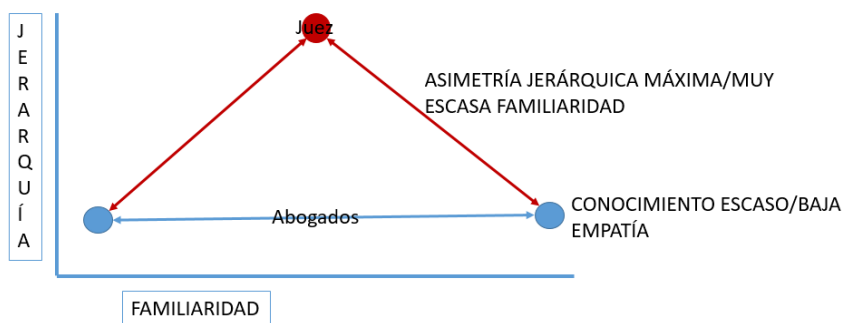 J
E
R
A
R
Q
U
Í
A
Juez
ASIMETRÍA JERÁRQUICA MÁXIMA/MUY
ESCASA FAMILIARIDAD
Abogados
CONOCIMIENTO ESCASO/BAJA
EMPATÍA
FAMILIARIDAD